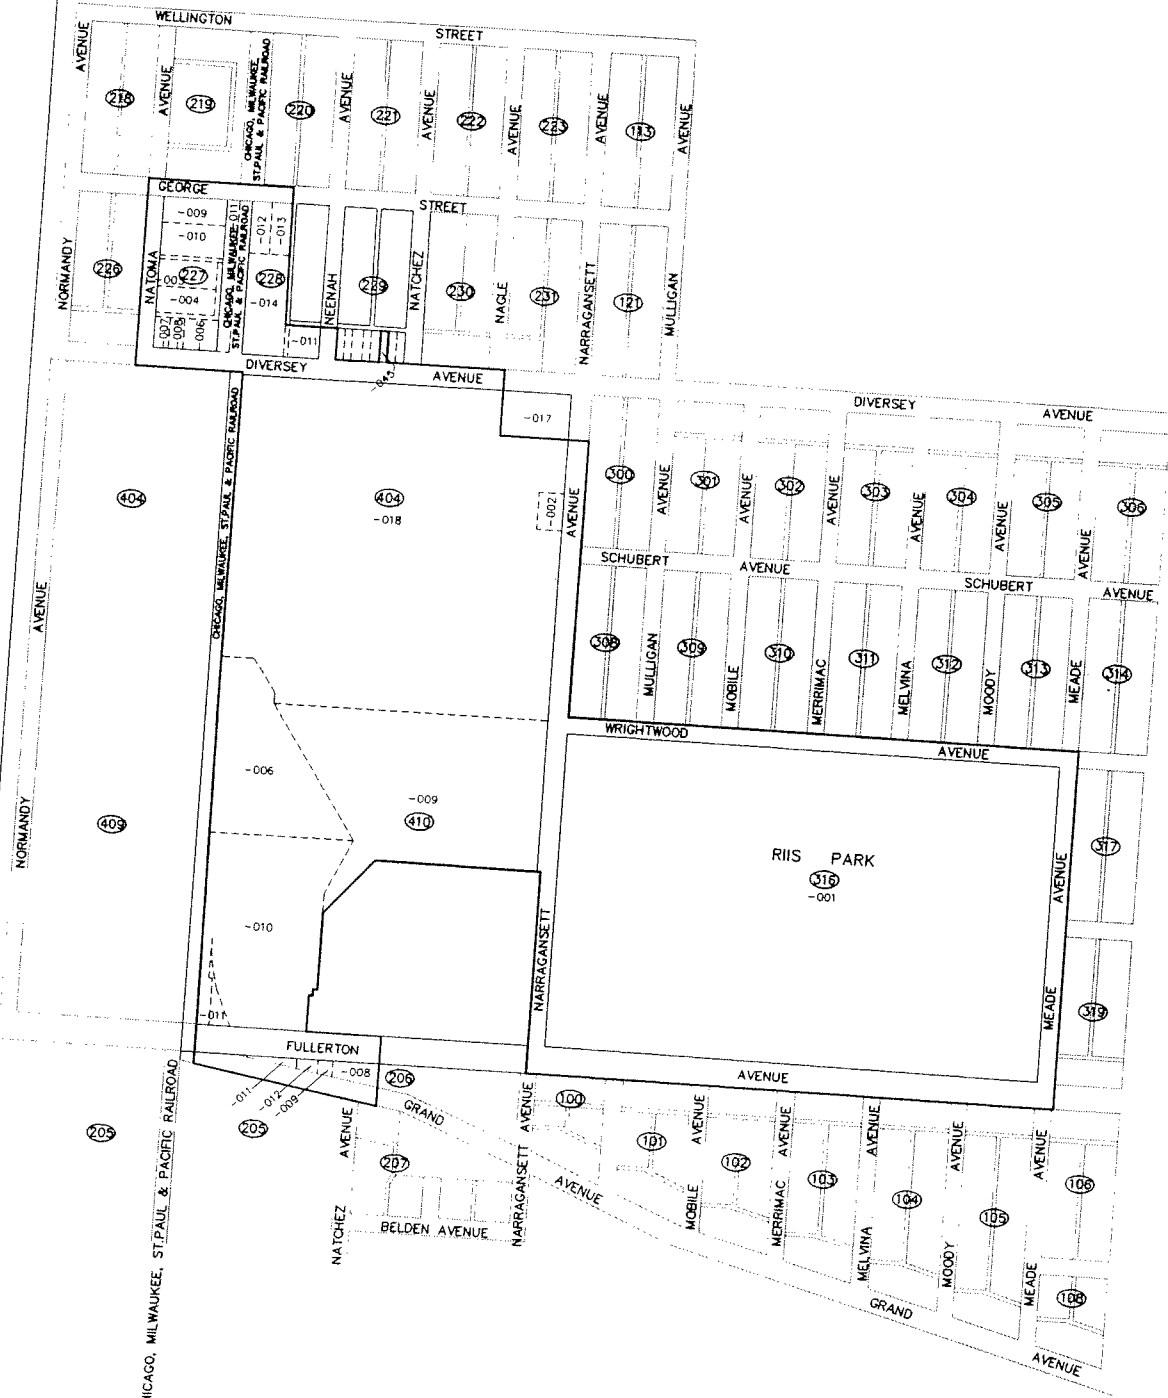 WELLINGTON
STREET
AVENUE
AVENUE
CHICAGO, MILWAUKEE,
ST.PAUL & PACIFIC RAILROAD
AVENUE
AVENUE
AVENUE
AVENUE
AVENUE
218
219
220
221
222
223
113
GEORGE
STREET
-009
-010
-011
-012
-013
NORMANDY
226
NATOMA
-003
227
-004
-007
-008
-006
CHICAGO, MILWAUKEE
ST.PAUL & PACIFIC RAILROAD
228
-014
-011
NEENAH
229
NATCHEZ
230
NAGLE
231
NARRAGANSETT
121
MULLIGAN
DIVERSEY
AVENUE
-017
DIVERSEY
AVENUE
CHICAGO, MILWAUKEE, ST.PAUL & PACIFIC RAILROAD
404
404
-018
-002
AVENUE
300
AVENUE
301
AVENUE
302
AVENUE
303
AVENUE
304
AVENUE
305
AVENUE
306
SCHUBERT
AVENUE
SCHUBERT
AVENUE
AVENUE
308
MULLIGAN
309
MOBILE
310
MERRIMAC
311
MELVINA
312
MOODY
313
MEADE
314
WRIGHTWOOD
AVENUE
-006
-009
410
409
NORMANDY
RIIS PARK
316
-001
AVENUE
317
-010
-011
NARRAGANSETT
MEADE
319
FULLERTON
AVENUE
-011
-012
-009
-008
206
GRAND
205
205
CHICAGO, MILWAUKEE, ST.PAUL & PACIFIC RAILROAD
AVENUE
NATCHEZ
207
BELDEN AVENUE
AVENUE
NARRAGANSETT
100
AVENUE
101
AVENUE
MOBILE
102
AVENUE
MERRIMAC
103
AVENUE
MELVINA
104
AVENUE
MOODY
105
AVENUE
MEADE
106
108
GRAND
AVENUE